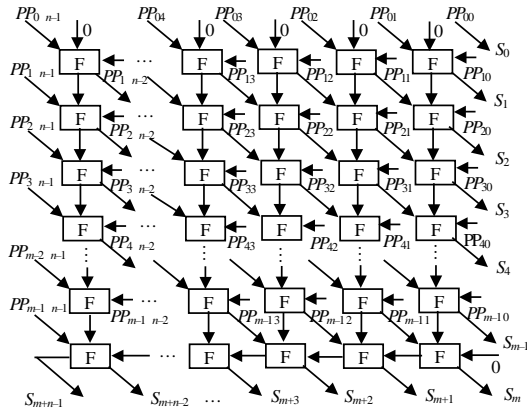 PP0 n–1 0 PP04 0 PP03 0 PP02 0 PP01 0 PP00
S0
F ... F F F F
PP1 n–1 PP1 n–2 PP13 PP12 PP11 PP10
S1
F ... F F F F
PP2 n–1 PP2 n–2 PP23 PP22 PP21 PP20
S2
F ... F F F F
PP3 n–1 PP3 n–2 PP33 PP32 PP31 PP30
S3
F ... F F F F
PP4 n–2 PP43 PP42 PP41 PP40
S4
PPm–2 n–1
F ... F F F F
PPm–1 n–1 PPm–1 n–2 PPm–13 PPm–12 PPm–11 PPm–10
Sm–1
F ... F F F F
0
Sm+n–1 Sm+n–2 ... Sm+3 Sm+2 Sm+1 Sm